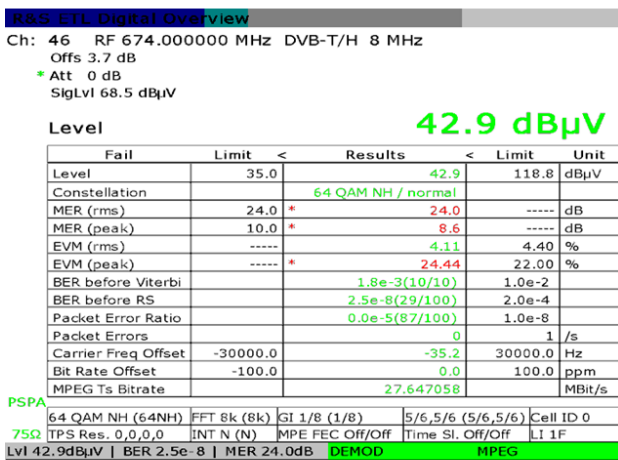 R&S ETL Digital Overview
Ch: 46 RF 674.000000 MHz DVB-T/H 8 MHz
Offs 3.7 dB
* Att 0 dB
SigLvl 68.5 dBµV
Level 42.9 dBµV
Fail Limit < Results < Limit Unit
Level 35.0 42.9 118.8 dBµV
Constellation 64 QAM NH / normal
MER (rms) 24.0 * 24.0 ----- dB
MER (peak) 10.0 * 8.6 ----- dB
EVM (rms) ----- 4.11 4.40 %
EVM (peak) ----- * 24.44 22.00 %
BER before Viterbi 1.8e-3(10/10) 1.0e-2
BER before RS 2.5e-8(29/100) 2.0e-4
Packet Error Ratio 0.0e-5(87/100) 1.0e-8
Packet Errors 0 1 /s
Carrier Freq Offset -30000.0 -35.2 30000.0 Hz
Bit Rate Offset -100.0 0.0 100.0 ppm
MPEG Ts Bitrate 27.647058 MBit/s
PSPA
64 QAM NH (64NH) FFT 8k (8k) GI 1/8 (1/8) 5/6,5/6 (5/6,5/6) Cell ID 0
75Ω TPS Res. 0,0,0,0 INT N (N) MPE FEC Off/Off Time Sl. Off/Off LI 1F
Lvl 42.9dBµV | BER 2.5e-8 | MER 24.0dB DEMOD MPEG